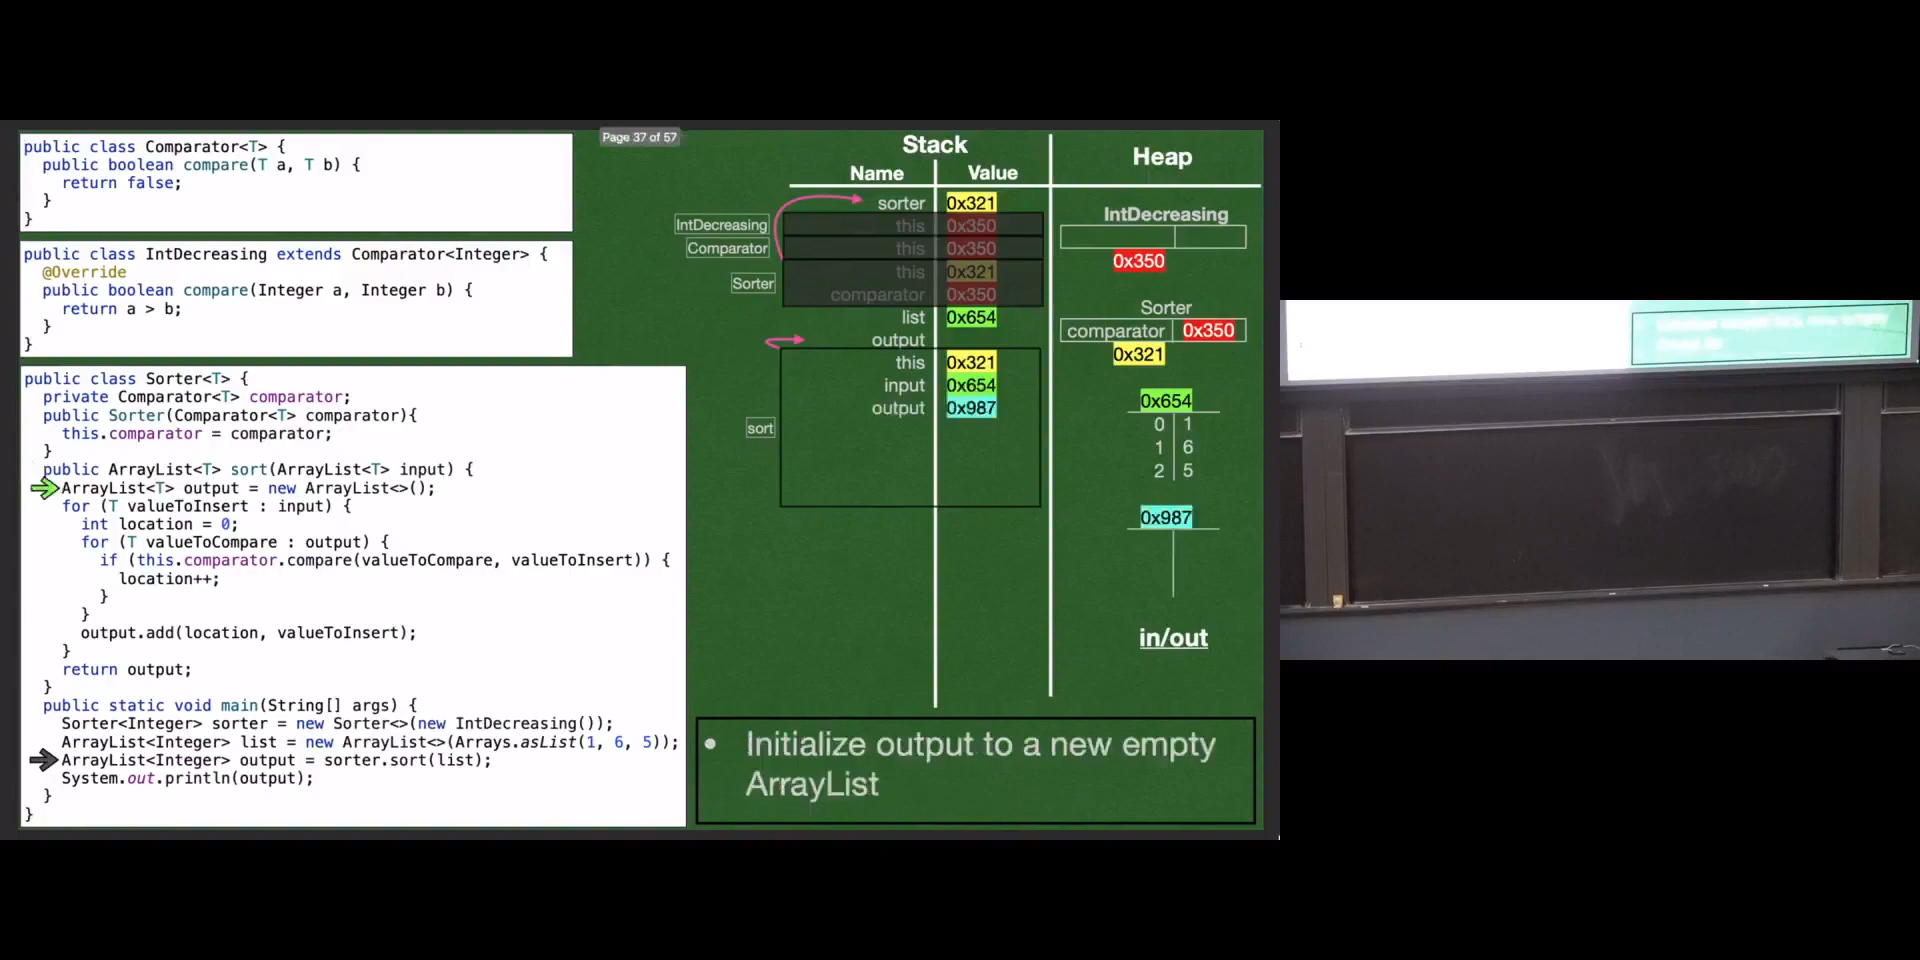 public class Comparator<T> {
public boolean compare(T a, T b) {
return false;
}
}
public class IntDecreasing extends Comparator<Integer> {
@Override
public boolean compare(Integer a, Integer b) {
return a > b;
}
}
public class Sorter<T> {
private Comparator<T> comparator;
public Sorter(Comparator<T> comparator){
this.comparator = comparator;
}
public ArrayList<T> sort(ArrayList<T> input) {
ArrayList<T> output = new ArrayList<>();
for (T valueToInsert : input) {
int location = 0;
for (T valueToCompare : output) {
if (this.comparator.compare(valueToCompare, valueToInsert)) {
location++;
}
}
output.add(location, valueToInsert);
}
return output;
}
public static void main(String[] args) {
Sorter<Integer> sorter = new Sorter<>(new IntDecreasing());
ArrayList<Integer> list = new ArrayList<>(Arrays.asList(1, 6, 5));
ArrayList<Integer> output = sorter.sort(list);
System.out.println(output);
}
}
Page 37 of 57
Stack
Name Value
sorter 0x321
IntDecreasing this 0x350
Comparator this 0x350
Sorter this 0x321
comparator 0x350
list 0x654
output
this 0x321
input 0x654
output 0x987
sort
Heap
IntDecreasing
0x350
Sorter
comparator 0x350
0x321
0x654
0 1
1 6
2 5
0x987
in/out
• Initialize output to a new empty
ArrayList